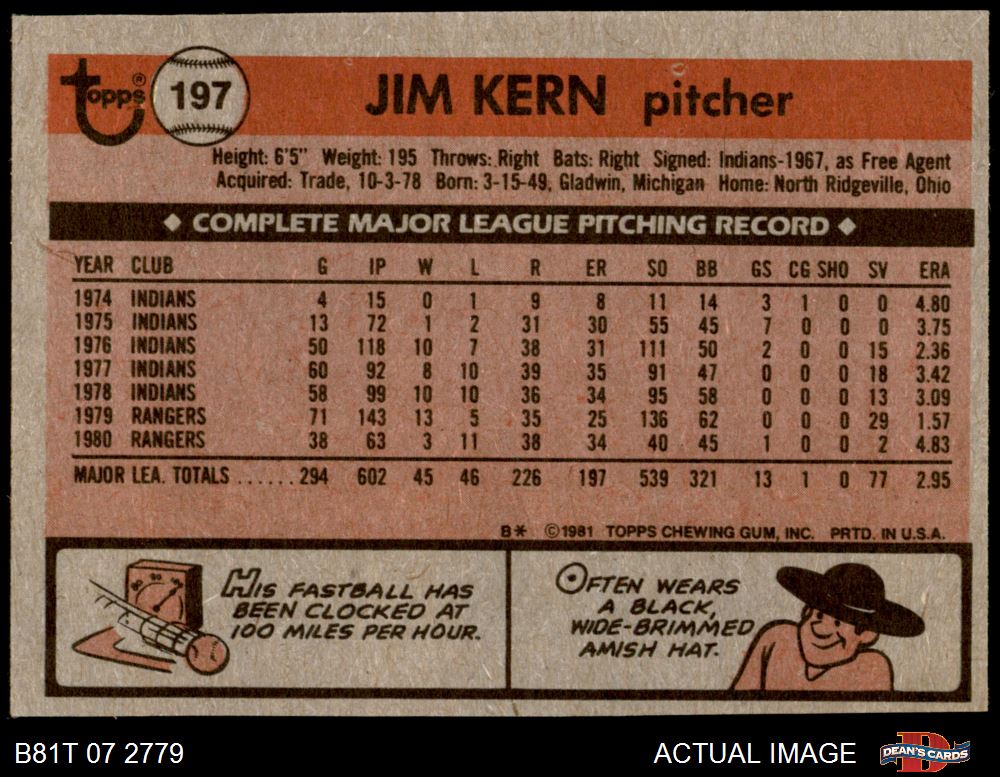 topps® 197 JIM KERN pitcher
Height: 6'5" Weight: 195 Throws: Right Bats: Right Signed: Indians-1967, as Free Agent
Acquired: Trade, 10-3-78 Born: 3-15-49, Gladwin, Michigan Home: North Ridgeville, Ohio
◆ COMPLETE MAJOR LEAGUE PITCHING RECORD ◆
YEAR CLUB G IP W L R ER SO BB GS CG SHO SV ERA
1974 INDIANS 4 15 0 1 9 8 11 14 3 1 0 0 4.80
1975 INDIANS 13 72 1 2 31 30 55 45 7 0 0 0 3.75
1976 INDIANS 50 118 10 7 38 31 111 50 2 0 0 15 2.36
1977 INDIANS 60 92 8 10 39 35 91 47 0 0 0 18 3.42
1978 INDIANS 58 99 10 10 36 34 95 58 0 0 0 13 3.09
1979 RANGERS 71 143 13 5 35 25 136 62 0 0 0 29 1.57
1980 RANGERS 38 63 3 11 38 34 40 45 1 0 0 2 4.83
MAJOR LEA. TOTALS ...... 294 602 45 46 226 197 539 321 13 1 0 77 2.95
B* ©1981 TOPPS CHEWING GUM, INC. PRTD. IN U.S.A.
HIS FASTBALL HAS
BEEN CLOCKED AT
100 MILES PER HOUR.
OFTEN WEARS
A BLACK,
WIDE-BRIMMED
AMISH HAT.
B81T 07 2779 ACTUAL IMAGE DEAN'S CARDS